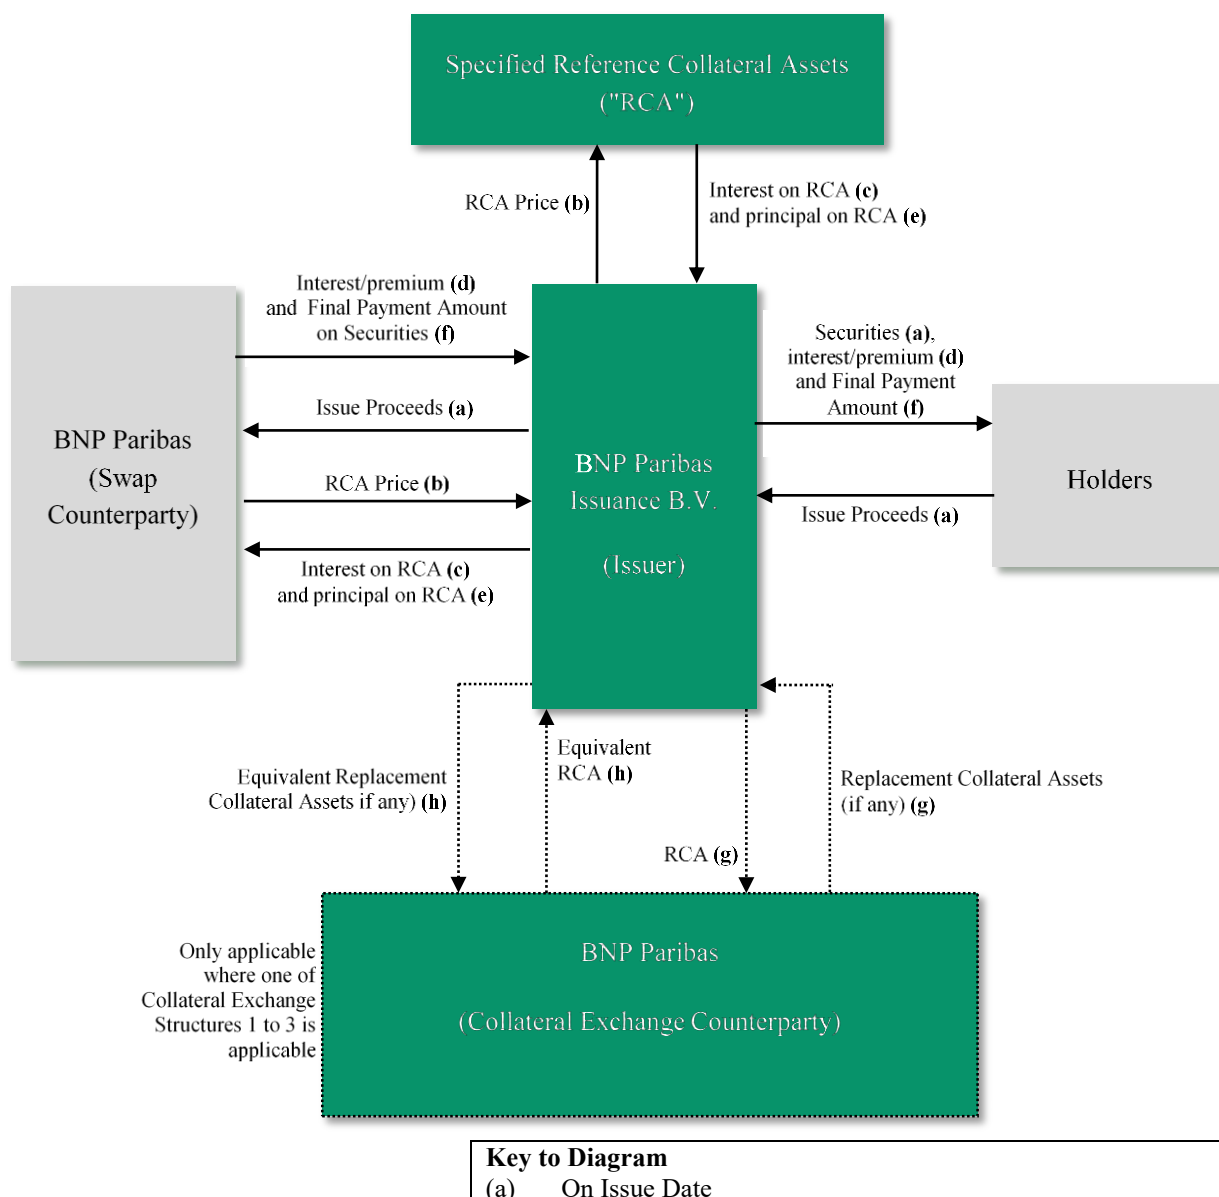 Specified Reference Collateral Assets
("RCA")
RCA Price (b)
Interest on RCA (c)
and principal on RCA (e)
Interest/premium (d)
and Final Payment Amount
on Securities (f)
Issue Proceeds (a)
RCA Price (b)
Interest on RCA (c)
and principal on RCA (e)
BNP Paribas
(Swap
Counterparty)
BNP Paribas
Issuance B.V.
(Issuer)
Securities (a),
interest/premium (d)
and Final Payment
Amount (f)
Issue Proceeds (a)
Holders
Equivalent Replacement
Collateral Assets if any) (h)
Equivalent
RCA (h)
RCA (g)
Replacement Collateral Assets
(if any) (g)
Only applicable
where one of
Collateral Exchange
Structures 1 to 3 is
applicable
BNP Paribas
(Collateral Exchange Counterparty)
Key to Diagram
(a) On Issue Date